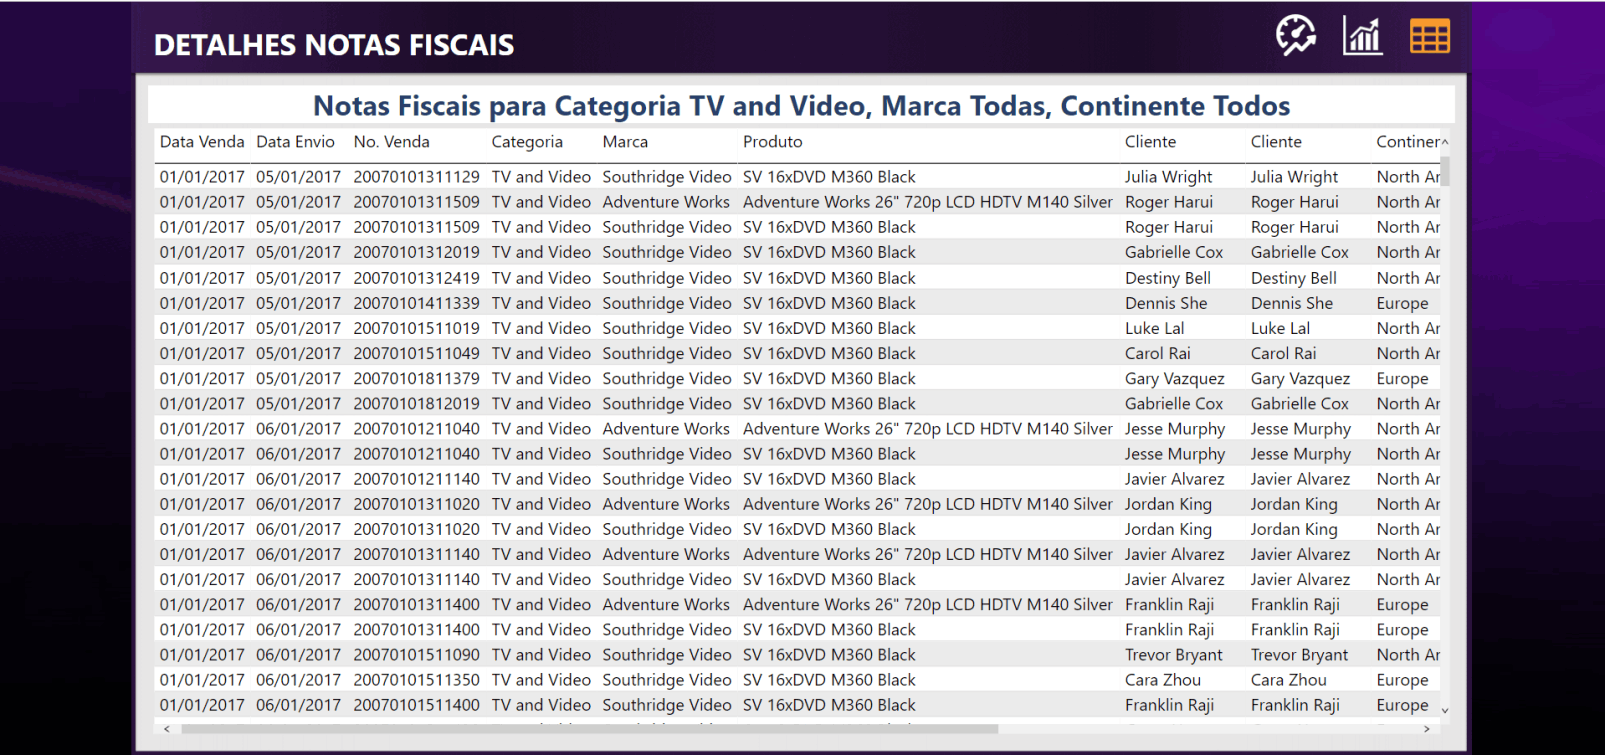 DETALHES NOTAS FISCAIS
Notas Fiscais para Categoria TV and Video, Marca Todas, Continente Todos
Data Venda Data Envio No. Venda Categoria Marca Produto Cliente Cliente Continer
01/01/2017 05/01/2017 20070101311129 TV and Video Southridge Video SV 16xDVD M360 Black Julia Wright Julia Wright North Ar
01/01/2017 05/01/2017 20070101311509 TV and Video Adventure Works Adventure Works 26" 720p LCD HDTV M140 Silver Roger Harui Roger Harui North Ar
01/01/2017 05/01/2017 20070101311509 TV and Video Southridge Video SV 16xDVD M360 Black Roger Harui Roger Harui North Ar
01/01/2017 05/01/2017 20070101312019 TV and Video Southridge Video SV 16xDVD M360 Black Gabrielle Cox Gabrielle Cox North Ar
01/01/2017 05/01/2017 20070101312419 TV and Video Southridge Video SV 16xDVD M360 Black Destiny Bell Destiny Bell North Ar
01/01/2017 05/01/2017 20070101411339 TV and Video Southridge Video SV 16xDVD M360 Black Dennis She Dennis She Europe
01/01/2017 05/01/2017 20070101511019 TV and Video Southridge Video SV 16xDVD M360 Black Luke Lal Luke Lal North Ar
01/01/2017 05/01/2017 20070101511049 TV and Video Southridge Video SV 16xDVD M360 Black Carol Rai Carol Rai North Ar
01/01/2017 05/01/2017 20070101811379 TV and Video Southridge Video SV 16xDVD M360 Black Gary Vazquez Gary Vazquez Europe
01/01/2017 05/01/2017 20070101812019 TV and Video Southridge Video SV 16xDVD M360 Black Gabrielle Cox Gabrielle Cox North Ar
01/01/2017 06/01/2017 20070101211040 TV and Video Adventure Works Adventure Works 26" 720p LCD HDTV M140 Silver Jesse Murphy Jesse Murphy North Ar
01/01/2017 06/01/2017 20070101211040 TV and Video Southridge Video SV 16xDVD M360 Black Jesse Murphy Jesse Murphy North Ar
01/01/2017 06/01/2017 20070101211140 TV and Video Southridge Video SV 16xDVD M360 Black Javier Alvarez Javier Alvarez North Ar
01/01/2017 06/01/2017 20070101311020 TV and Video Adventure Works Adventure Works 26" 720p LCD HDTV M140 Silver Jordan King Jordan King North Ar
01/01/2017 06/01/2017 20070101311020 TV and Video Southridge Video SV 16xDVD M360 Black Jordan King Jordan King North Ar
01/01/2017 06/01/2017 20070101311140 TV and Video Adventure Works Adventure Works 26" 720p LCD HDTV M140 Silver Javier Alvarez Javier Alvarez North Ar
01/01/2017 06/01/2017 20070101311140 TV and Video Southridge Video SV 16xDVD M360 Black Javier Alvarez Javier Alvarez North Ar
01/01/2017 06/01/2017 20070101311400 TV and Video Adventure Works Adventure Works 26" 720p LCD HDTV M140 Silver Franklin Raji Franklin Raji Europe
01/01/2017 06/01/2017 20070101311400 TV and Video Southridge Video SV 16xDVD M360 Black Franklin Raji Franklin Raji Europe
01/01/2017 06/01/2017 20070101511090 TV and Video Southridge Video SV 16xDVD M360 Black Trevor Bryant Trevor Bryant North Ar
01/01/2017 06/01/2017 20070101511350 TV and Video Southridge Video SV 16xDVD M360 Black Cara Zhou Cara Zhou Europe
01/01/2017 06/01/2017 20070101511400 TV and Video Southridge Video SV 16xDVD M360 Black Franklin Raji Franklin Raji Europe